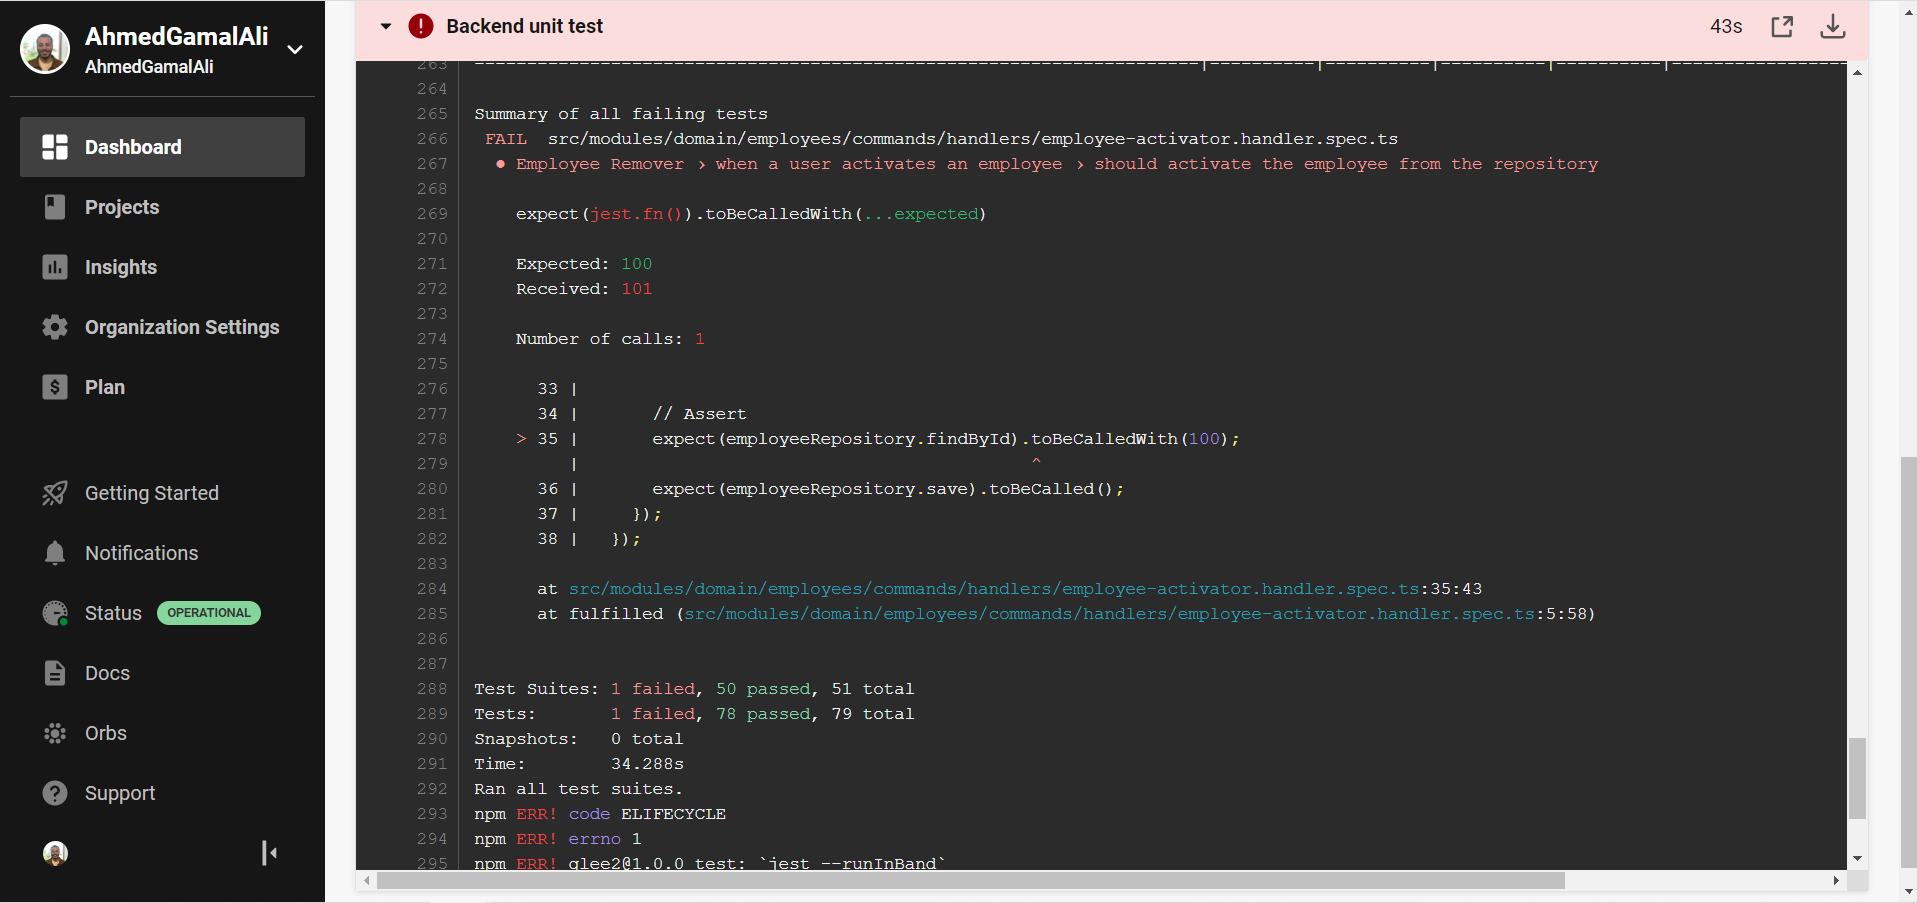 AhmedGamalAli
AhmedGamalAli
Dashboard
Projects
Insights
Organization Settings
Plan
Getting Started
Notifications
Status OPERATIONAL
Docs
Orbs
Support
Backend unit test 43s
263 ---------------------------------------------------------------------|----------|----------|----------|----------|-----------------
264
265 Summary of all failing tests
266 FAIL src/modules/domain/employees/commands/handlers/employee-activator.handler.spec.ts
267 ● Employee Remover › when a user activates an employee › should activate the employee from the repository
268
269 expect(jest.fn()).toBeCalledWith(...expected)
270
271 Expected: 100
272 Received: 101
273
274 Number of calls: 1
275
276 33 |
277 34 | // Assert
278 > 35 | expect(employeeRepository.findById).toBeCalledWith(100);
279 | ^
280 36 | expect(employeeRepository.save).toBeCalled();
281 37 | });
282 38 | });
283
284 at src/modules/domain/employees/commands/handlers/employee-activator.handler.spec.ts:35:43
285 at fulfilled (src/modules/domain/employees/commands/handlers/employee-activator.handler.spec.ts:5:58)
286
287
288 Test Suites: 1 failed, 50 passed, 51 total
289 Tests: 1 failed, 78 passed, 79 total
290 Snapshots: 0 total
291 Time: 34.288s
292 Ran all test suites.
293 npm ERR! code ELIFECYCLE
294 npm ERR! errno 1
295 npm ERR! glee2@1.0.0 test: `jest --runInBand`